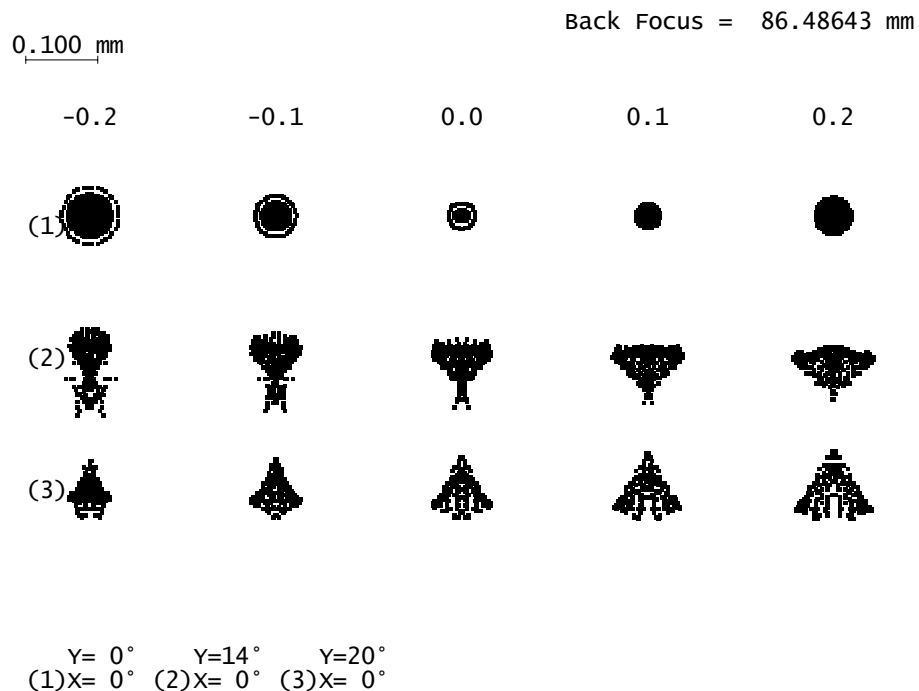 Back Focus = 86.48643 mm
0.100 mm
-0.2 -0.1 0.0 0.1 0.2
(1)
(2)
(3)
Y= 0° Y=14° Y=20°
(1)X= 0° (2)X= 0° (3)X= 0°